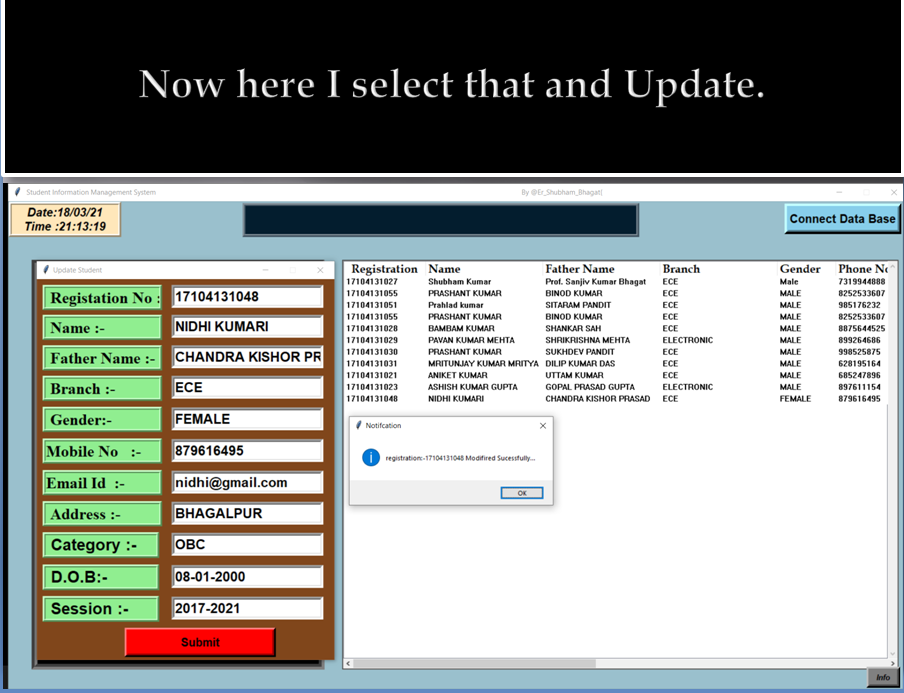 Now here I select that and Update.
Student Information Management System
By @Er_Shubham_Bhagat|
Date:18/03/21
Time :21:13:19
Connect Data Base
Update Student
Registation No :
17104131048
Name :-
NIDHI KUMARI
Father Name :-
CHANDRA KISHOR PR
Branch :-
ECE
Gender:-
FEMALE
Mobile No :-
879616495
Email Id :-
nidhi@gmail.com
Address :-
BHAGALPUR
Category :-
OBC
D.O.B:-
08-01-2000
Session :-
2017-2021
Submit
Registration Name Father Name Branch Gender Phone No
17104131027 Shubham Kumar Prof. Sanjiv Kumar Bhagat ECE Male 7319944888
17104131055 PRASHANT KUMAR BINOD KUMAR ECE MALE 8252533607
17104131051 Prahlad kumar SITARAM PANDIT ECE MALE 985176232
17104131055 PRASHANT KUMAR BINOD KUMAR ECE MALE 8252533607
17104131028 BAMBAM KUMAR SHANKAR SAH ECE MALE 8875644525
17104131029 PAVAN KUMAR MEHTA SHRIKRISHNA MEHTA ELECTRONIC MALE 899264686
17104131030 PRASHANT KUMAR SUKHDEV PANDIT ECE MALE 998525875
17104131031 MRITUNJAY KUMAR MRITYA DILIP KUMAR DAS ECE MALE 628195164
17104131021 ANIKET KUMAR UTTAM KUMAR ECE MALE 685247896
17104131023 ASHISH KUMAR GUPTA GOPAL PRASAD GUPTA ELECTRONIC MALE 897611154
17104131048 NIDHI KUMARI CHANDRA KISHOR PRASAD ECE FEMALE 879616495
Notifcation
registration:-17104131048 Modifired Sucessfully...
OK
Info